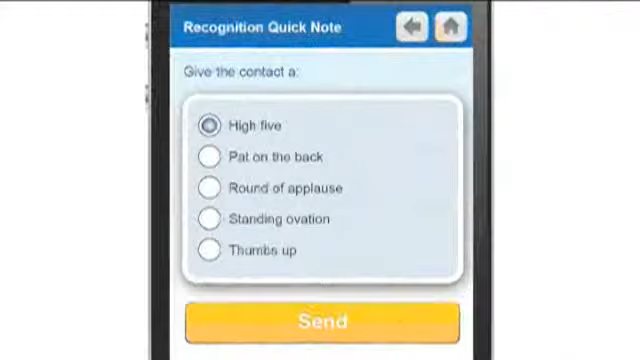 Recognition Quick Note
Give the contact a:
High five
Pat on the back
Round of applause
Standing ovation
Thumbs up
Send